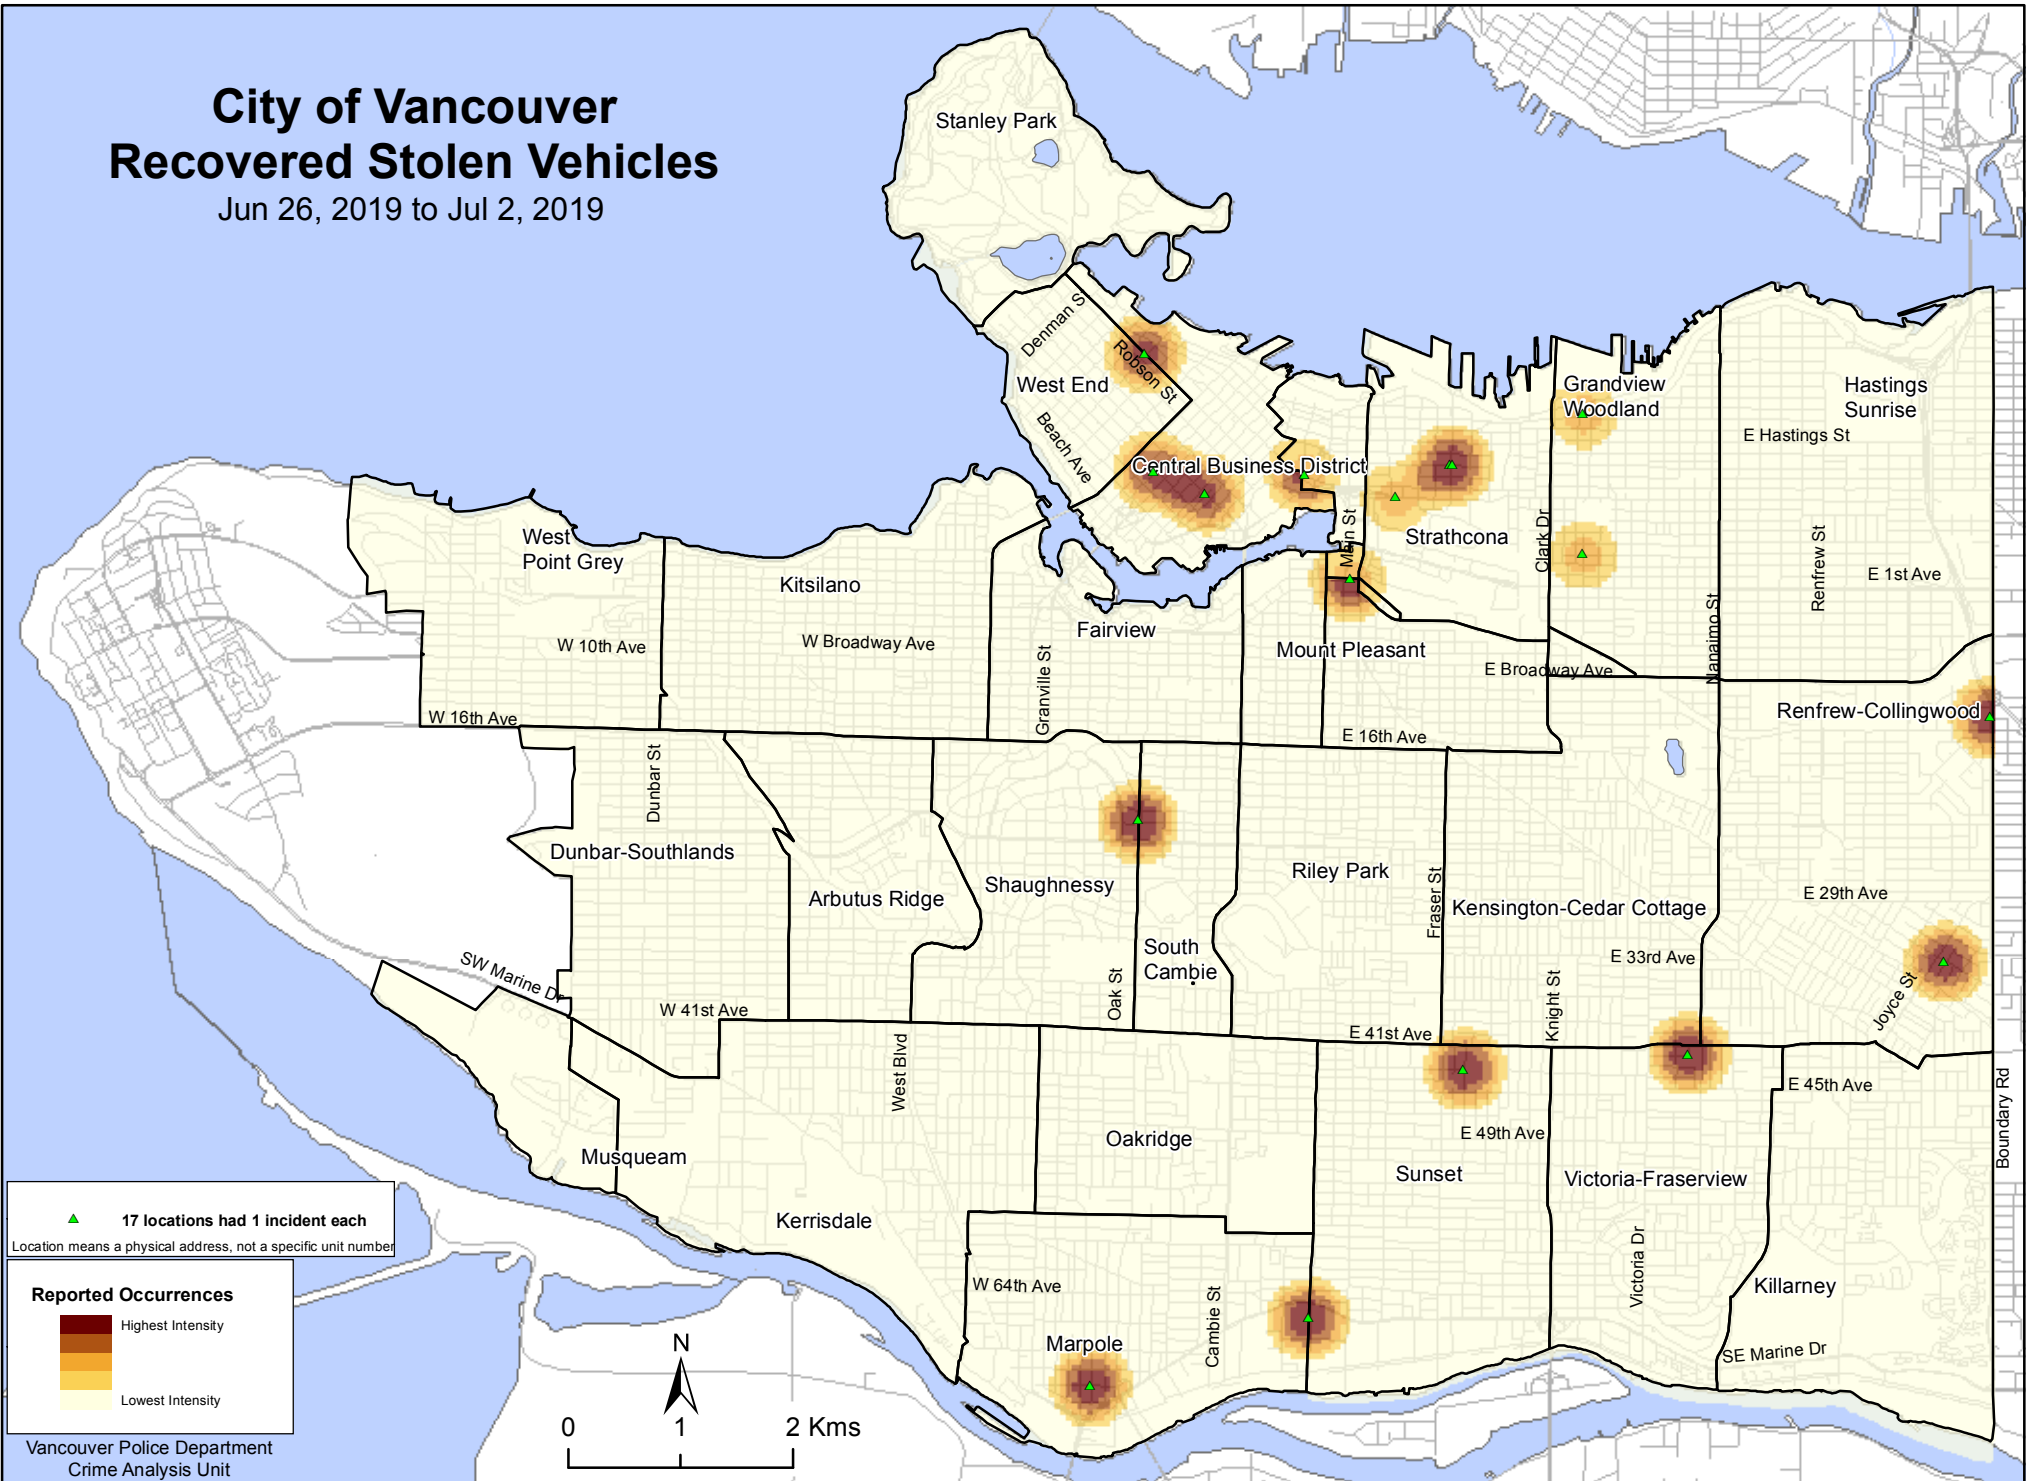 City of Vancouver
Recovered Stolen Vehicles
Jun 26, 2019 to Jul 2, 2019
Stanley Park
Denman S
Robson St
West End
Beach Ave
Central Business District
Grandview
Woodland
Hastings
Sunrise
E Hastings St
West
Point Grey
Kitsilano
Main St
Strathcona
Clark Dr
Renfrew St
E 1st Ave
Nanaimo St
W 10th Ave
W Broadway Ave
Granville St
Fairview
Mount Pleasant
E Broadway Ave
W 16th Ave
E 16th Ave
Renfrew-Collingwood
Dunbar St
Dunbar-Southlands
Arbutus Ridge
Shaughnessy
Riley Park
Fraser St
Kensington-Cedar Cottage
E 29th Ave
South
Cambie
E 33rd Ave
SW Marine Dr
W 41st Ave
Oak St
Knight St
Joyce St
E 41st Ave
West Blvd
E 45th Ave
Boundary Rd
Oakridge
E 49th Ave
Musqueam
Sunset
Victoria-Fraserview
Kerrisdale
Victoria Dr
W 64th Ave
Cambie St
Killarney
Marpole
SE Marine Dr
17 locations had 1 incident each
Location means a physical address, not a specific unit number
Reported Occurrences
Highest Intensity
Lowest Intensity
N
0 1 2 Kms
Vancouver Police Department
Crime Analysis Unit